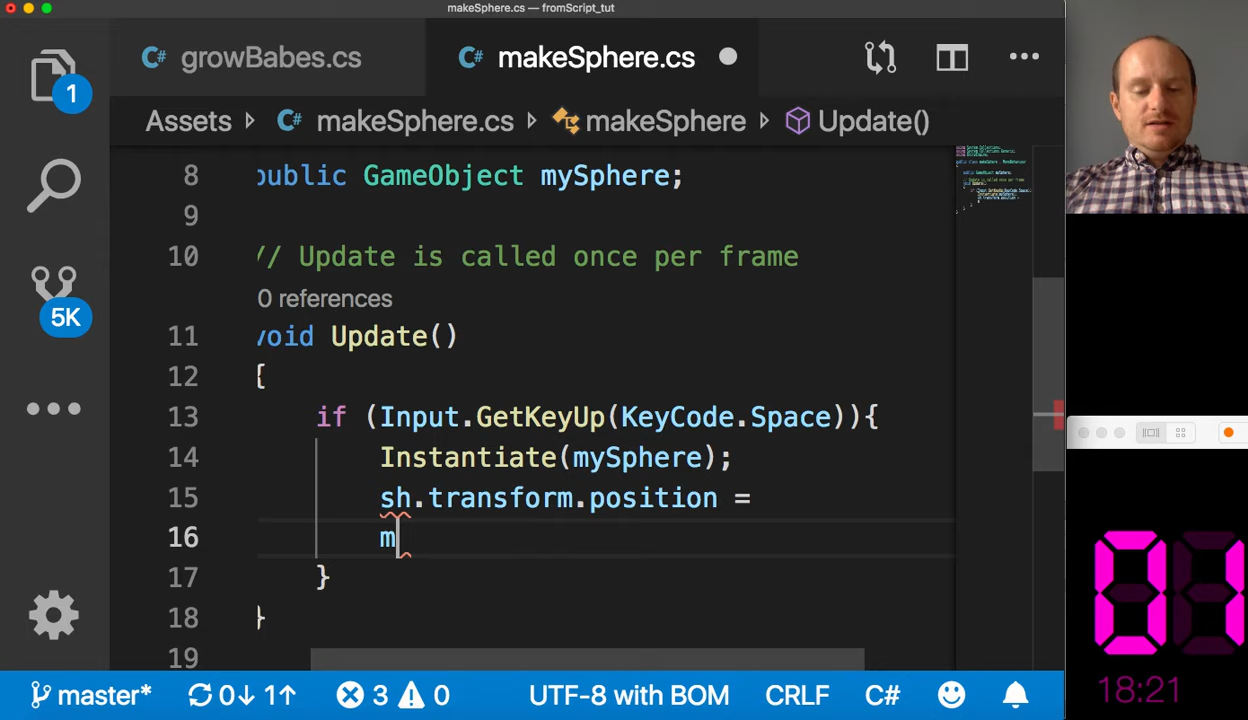 makeSphere.cs — fromScript_tut
growBabes.cs
makeSphere.cs
1
Assets
makeSphere.cs
makeSphere
Update()
8 public GameObject mySphere;
9
10 // Update is called once per frame
0 references
11 void Update()
12 {
13 if (Input.GetKeyUp(KeyCode.Space)){
14 Instantiate(mySphere);
15 sh.transform.position =
16 m
17 }
18 }
19
5K
01
18:21
master*
0↓ 1↑
3
0
UTF-8 with BOM
CRLF
C#